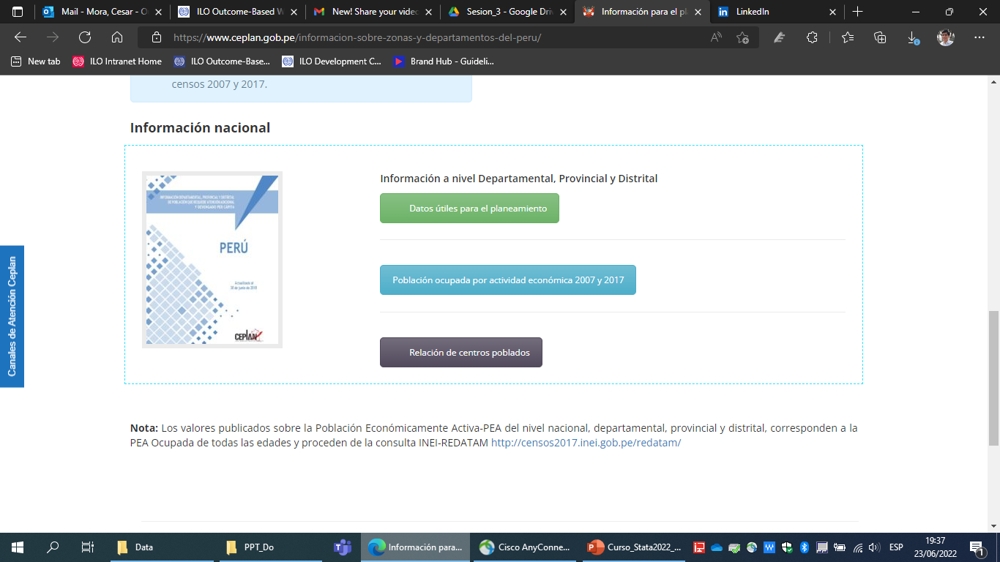 Mail - Mora, Cesar - O
ILO Outcome-Based W
New! Share your video
Sesion_3 - Google Driv
Información para el pl
LinkedIn
https://www.ceplan.gob.pe/informacion-sobre-zonas-y-departamentos-del-peru/
New tab
ILO Intranet Home
ILO Outcome-Base...
ILO Development C...
Brand Hub - Guideli...
censos 2007 y 2017.
Información nacional
INFORMACIÓN DEPARTAMENTAL, PROVINCIAL Y DISTRITAL
DE POBLACIÓN QUE REQUIERE ATENCIÓN ADICIONAL
Y DEVENGADO PER CÁPITA
PERÚ
Actualizado al
30 de junio de 2018
CEPLAN
Información a nivel Departamental, Provincial y Distrital
Datos útiles para el planeamiento
Población ocupada por actividad económica 2007 y 2017
Relación de centros poblados
Canales de Atención Ceplan
Nota: Los valores publicados sobre la Población Económicamente Activa-PEA del nivel nacional, departamental, provincial y distrital, corresponden a la
PEA Ocupada de todas las edades y proceden de la consulta INEI-REDATAM http://censos2017.inei.gob.pe/redatam/
Data
PPT_Do
Información para...
Cisco AnyConne...
Curso_Stata2022_...
ESP
19:37
23/06/2022
1